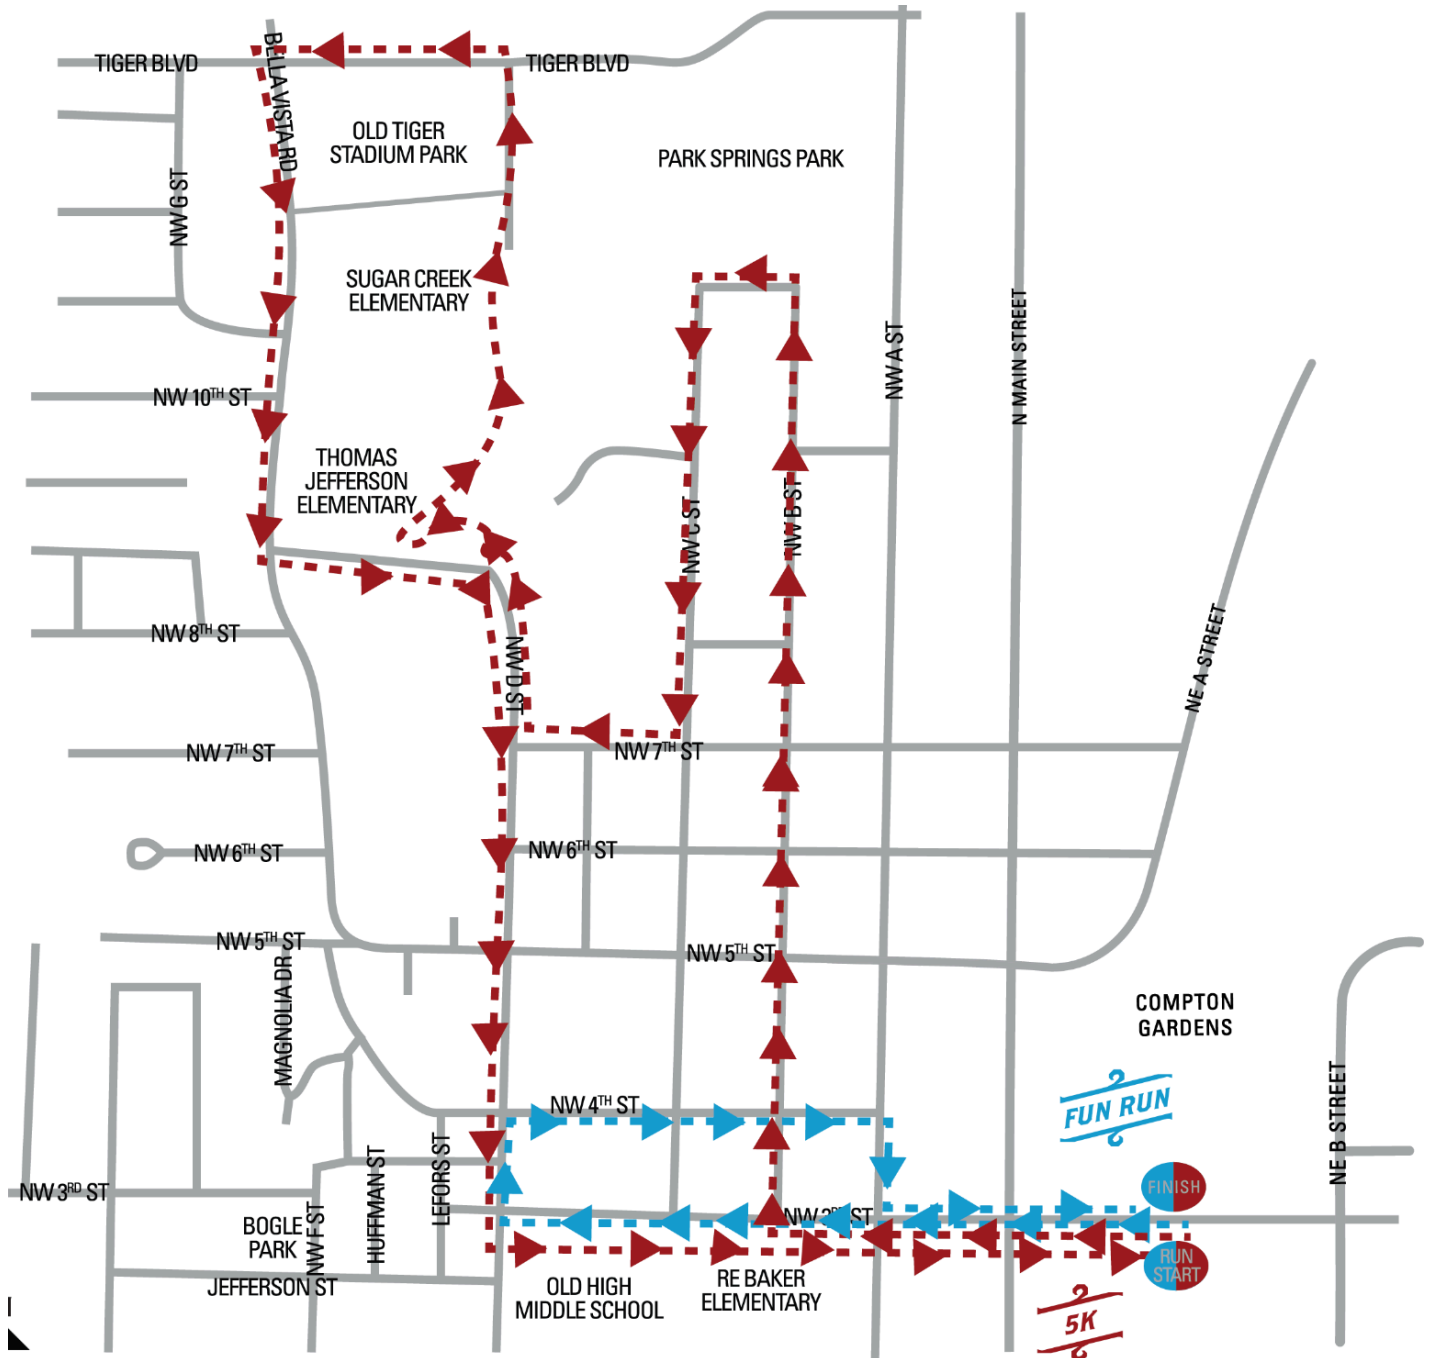 TIGER BLVD
BELLA VISTA RD
TIGER BLVD
OLD TIGER
STADIUM PARK
PARK SPRINGS PARK
NW G ST
SUGAR CREEK
ELEMENTARY
NW A ST
N MAIN STREET
NW 10TH ST
THOMAS
JEFFERSON
ELEMENTARY
NW C ST
NW B ST
NW 8TH ST
NW D ST
NE A STREET
NW 7TH ST
NW 7TH ST
NW 6TH ST
NW 6TH ST
NW 5TH ST
NW 5TH ST
MAGNOLIA DR
COMPTON
GARDENS
NW 4TH ST
FUN RUN
NE B STREET
HUFFMAN ST
LEFORS ST
NW 3RD ST
FINISH
NW F ST
BOGLE
PARK
RUN
START
JEFFERSON ST
OLD HIGH
MIDDLE SCHOOL
RE BAKER
ELEMENTARY
5K